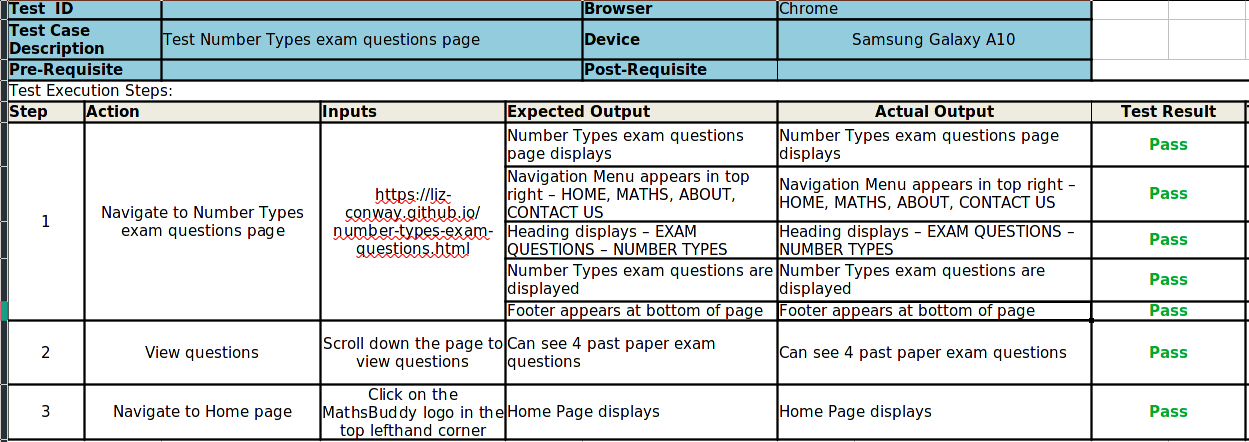 Test  ID
Browser
Chrome
Test Case
Description
Test Number Types exam questions page
Device
Samsung Galaxy A10
Pre-Requisite
Post-Requisite
Test Execution Steps:
Step
Action
Inputs
Expected Output
Actual Output
Test Result
1
Navigate to Number Types
exam questions page
https://liz-
conway.github.io/
number-types-exam-
questions.html
Number Types exam questions
page displays
Number Types exam questions page
displays
Pass
Navigation Menu appears in top
right – HOME, MATHS, ABOUT,
CONTACT US
Navigation Menu appears in top right –
HOME, MATHS, ABOUT, CONTACT US
Pass
Heading displays – EXAM
QUESTIONS – NUMBER TYPES
Heading displays – EXAM QUESTIONS –
NUMBER TYPES
Pass
Number Types exam questions are
displayed
Number Types exam questions are
displayed
Pass
Footer appears at bottom of page
Footer appears at bottom of page
Pass
2
View questions
Scroll down the page to
view questions
Can see 4 past paper exam
questions
Can see 4 past paper exam questions
Pass
3
Navigate to Home page
Click on the
MathsBuddy logo in the
top lefthand corner
Home Page displays
Home Page displays
Pass